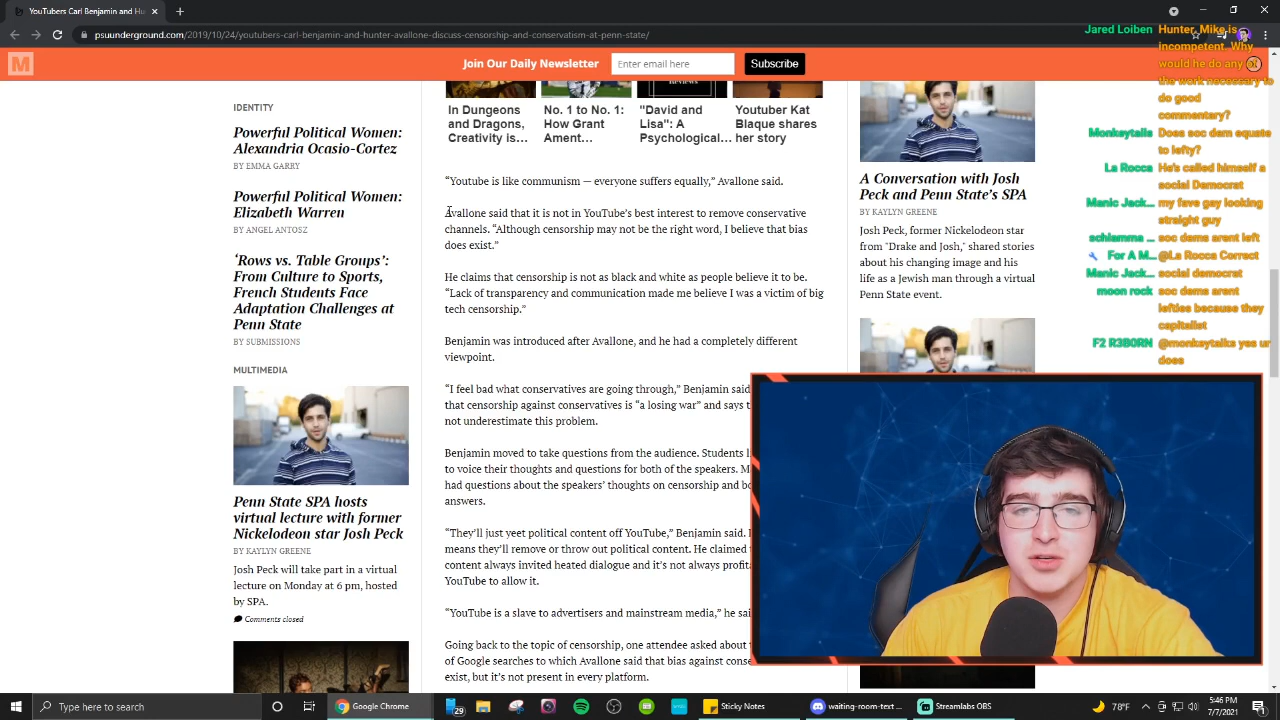 YouTubers Carl Benjamin and Hu
psuunderground.com/2019/10/24/youtubers-carl-benjamin-and-hunter-avallone-discuss-censorship-and-conservatism-at-penn-state/
M
Join Our Daily Newsletter
Enter email here
Subscribe
IDENTITY
Powerful Political Women:
Alexandria Ocasio-Cortez
BY EMMA GARRY
Powerful Political Women:
Elizabeth Warren
BY ANGEL ANTOSZ
‘Rows vs. Table Groups’:
From Culture to Sports,
French Students Face
Adaptation Challenges at
Penn State
BY SUBMISSIONS
MULTIMEDIA
Penn State SPA hosts
virtual lecture with former
Nickelodeon star Josh Peck
BY KAYLYN GREENE
Josh Peck will take part in a virtual
lecture on Monday at 6 pm, hosted
by SPA.
Comments closed
In Dungeons
and Dragons,
Creativity is…
No. 1 to No. 1:
How Grant
Ament…
"David and
Lisa": A
Psychological…
Youtuber Kat
Blaque shares
her story
“Youtube is like communism — everyone suffers equally,” Avallone said.
Avallone said that it is not in YouTube’s best interest to remove conservative
channels. “Although censorship may not be the right word, I believe that bias
does exist.”
He claims that censorship is not as black and white as people believe it to be.
“Lack of transparency and communication made me believe I was a victim of big
tech censorship.”
Benjamin was introduced after Avallone, and he had a completely different
viewpoint.
“I feel bad what conservatives are going through,” Benjamin said
that censorship against conservatives is “a losing war” and says t
not underestimate this problem.
Benjamin moved to take questions from the audience. Students l
to voice their thoughts and questions for both of the speakers. M
had questions about the speakers’ thoughts on censorship and bo
answers.
“They’ll just yeet political content off YouTube,” Benjamin said.
means they’ll remove or throw out political content. He claimed
content always invited heated dialogue and it’s not always profita
YouTube to allow it.
“YouTube is a slave to advertisers and mainstream media,” he sai
Going back to the topic of censorship, one attendee asked about t
of Google searches to which Avallone said that bias against conse
exist, but it’s not present in every platform.
A Conversation with Josh
Peck and Penn State’s SPA
BY KAYLYN GREENE
Josh Peck, former Nickelodeon star
from "Drake and Josh," shared stories
about his changing image and his
life as a Jewish man through a virtual
Penn State event.
Jared Loiben Hunter, Mike is
incompetent. Why
would he do any
the work necessary to
do good
commentary?
Monkeytails Does soc dem equate
to lefty?
La Rocca He's called himself a
social Democrat
Manic Jack... my fave gay looking
straight guy
schlamma ... soc dems arent left
For A M... @La Rocca Correct
Manic Jack... social democrat
moon rock soc dems arent
lefties because they
capitalist
F2 R3B0RN @monkeytalks yes ur
does
Type here to search
Google Chrome
29
Sticky Notes
waiting-room-text ...
Streamlabs OBS
78°F
5:46 PM
7/7/2021